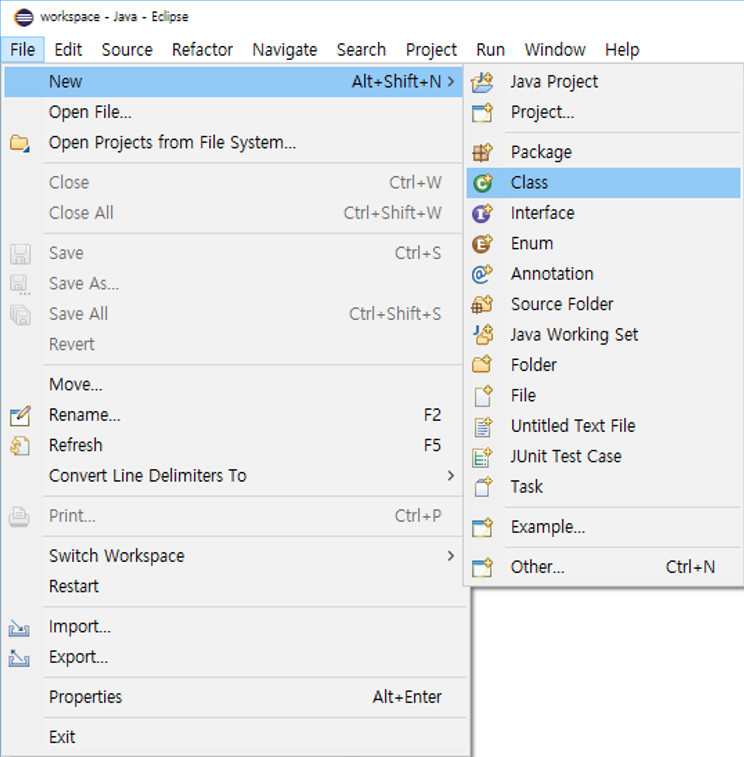 workspace - Java - Eclipse
File Edit Source Refactor Navigate Search Project Run Window Help
New Alt+Shift+N >
Open File...
Open Projects from File System...
Close Ctrl+W
Close All Ctrl+Shift+W
Save Ctrl+S
Save As...
Save All Ctrl+Shift+S
Revert
Move...
Rename... F2
Refresh F5
Convert Line Delimiters To >
Print... Ctrl+P
Switch Workspace >
Restart
Import...
Export...
Properties Alt+Enter
Exit
Java Project
Project...
Package
Class
Interface
Enum
Annotation
Source Folder
Java Working Set
Folder
File
Untitled Text File
JUnit Test Case
Task
Example...
Other... Ctrl+N